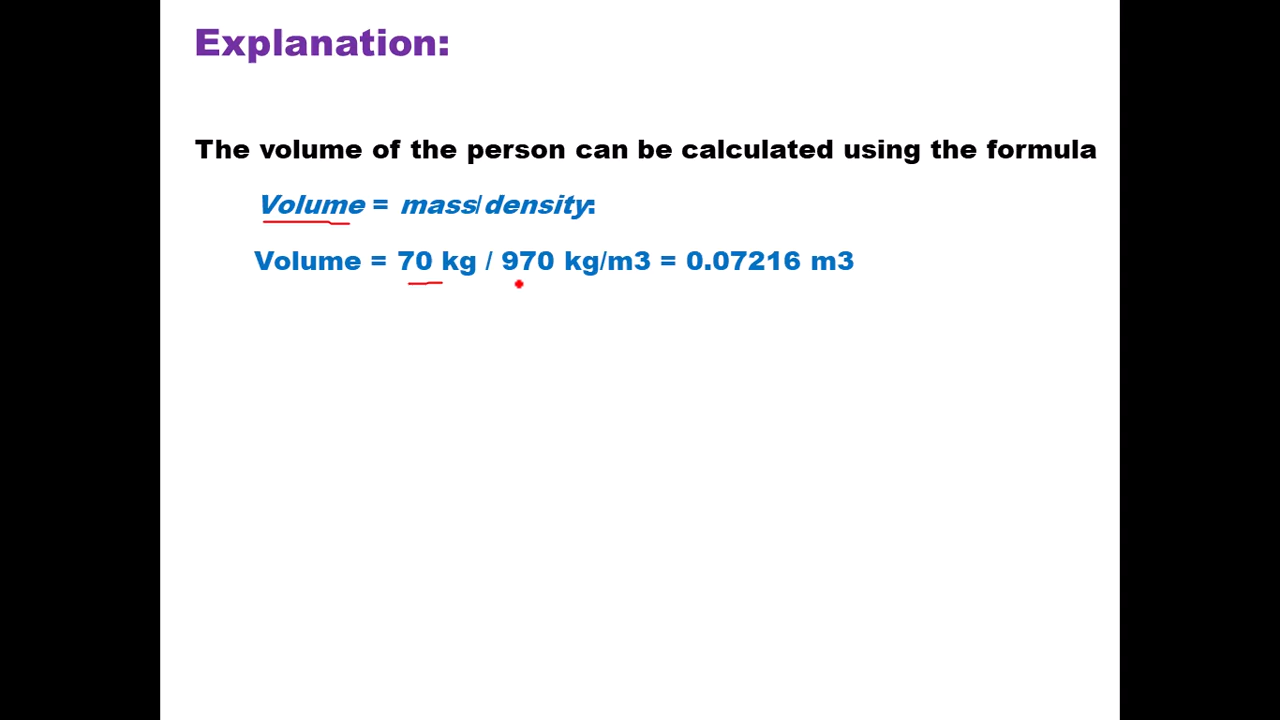 Explanation:
The volume of the person can be calculated using the formula
Volume = mass/density:
Volume = 70 kg / 970 kg/m3 = 0.07216 m3